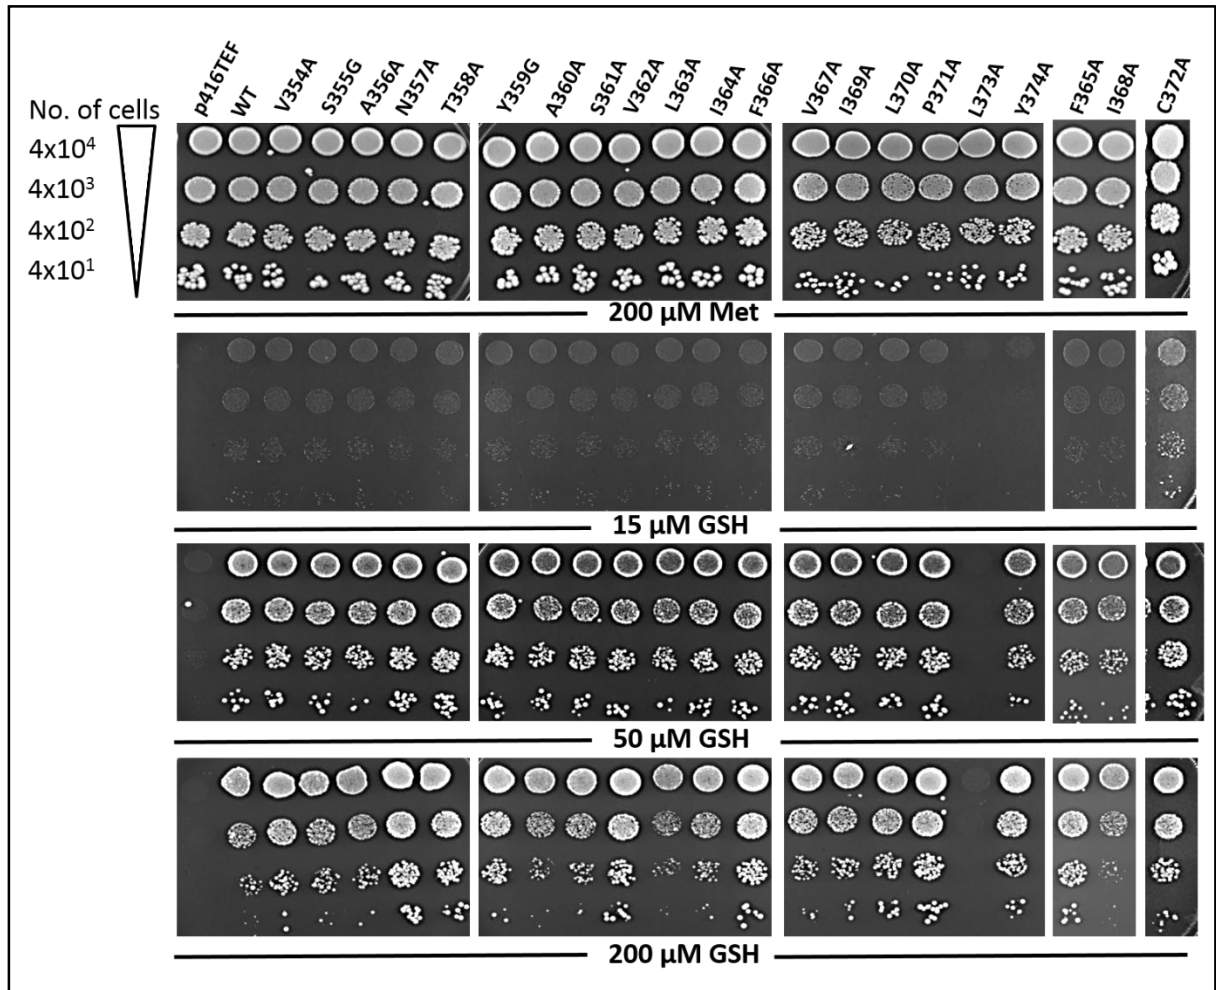 p416TEF WT V354A S355G A356A N357A T358A Y359G A360A S361A V362A L363A I364A F366A V367A I369A L370A P371A L373A Y374A F365A I368A C372A
No. of cells
4x10⁴
4x10³
4x10²
4x10¹
200 µM Met
15 µM GSH
50 µM GSH
200 µM GSH